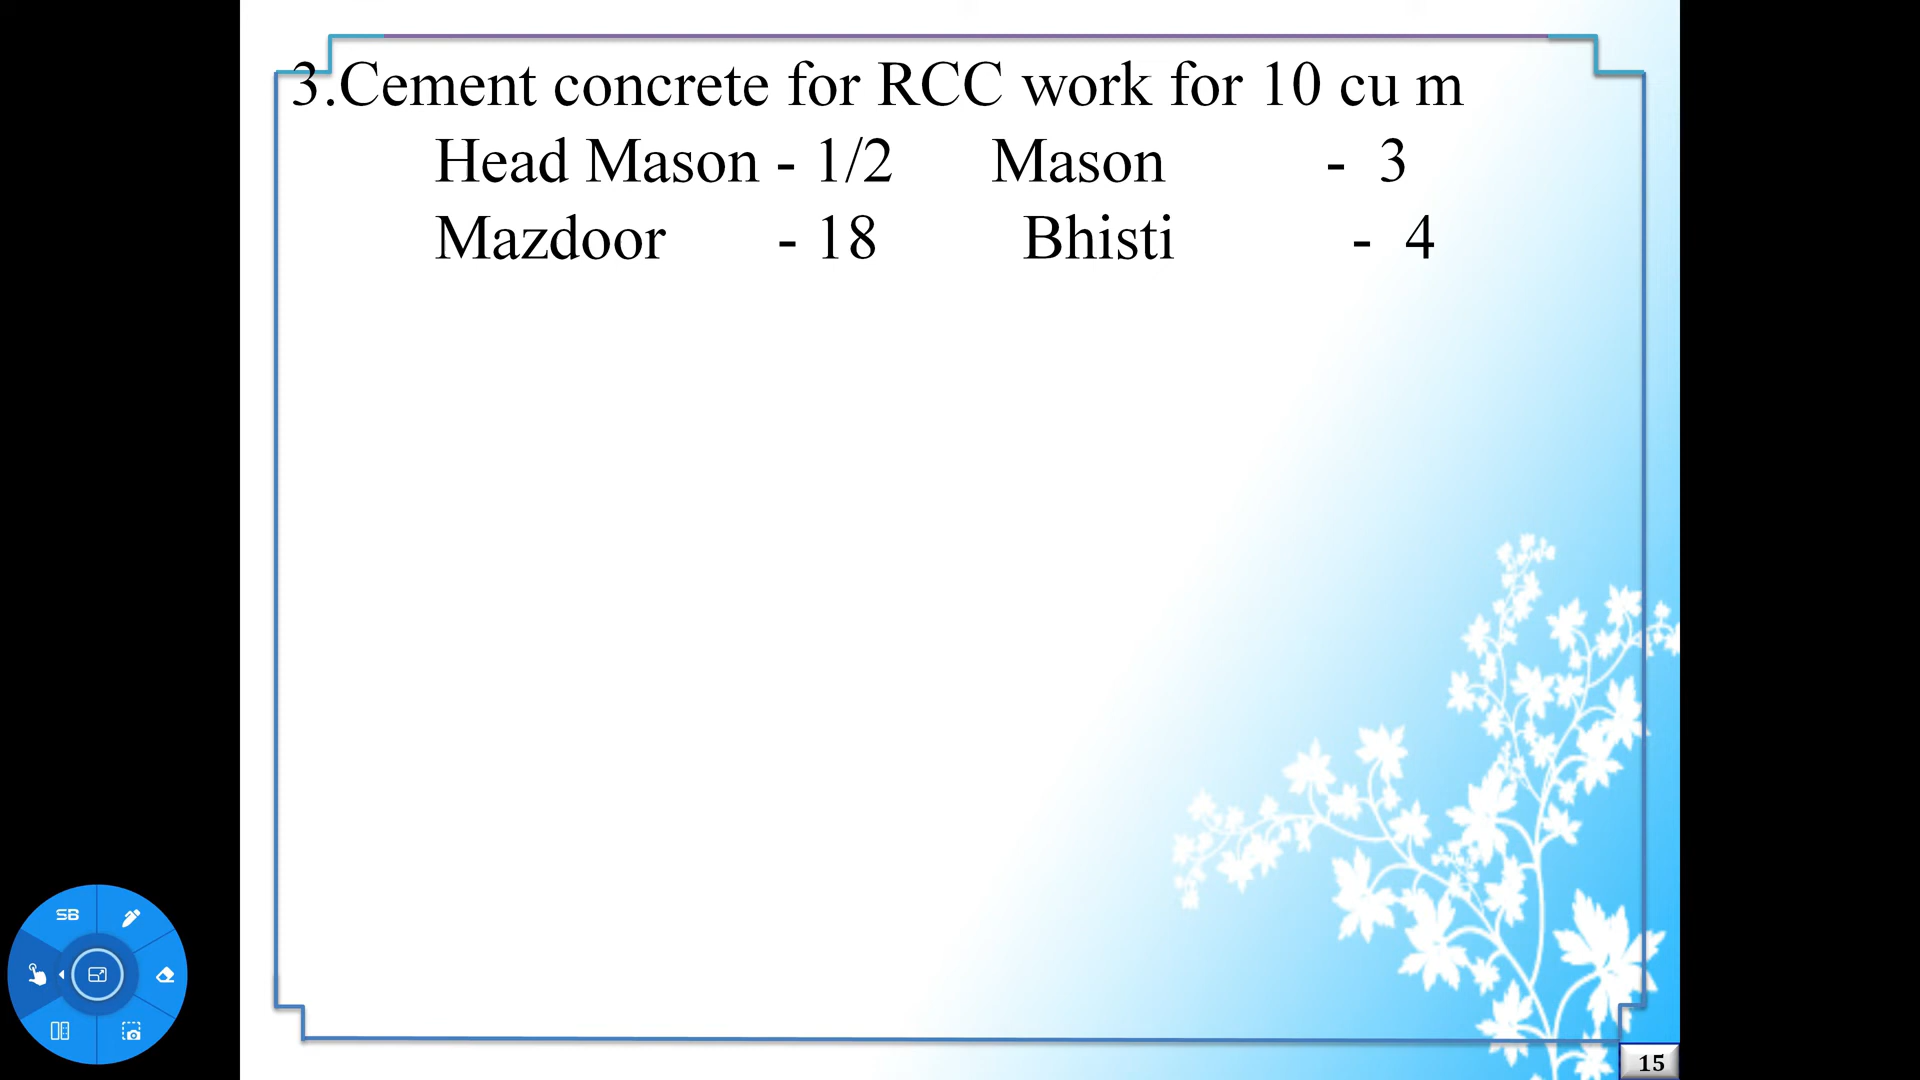 3.Cement concrete for RCC work for 10 cu m
Head Mason - 1/2 Mason - 3
Mazdoor - 18 Bhisti - 4
SB
15